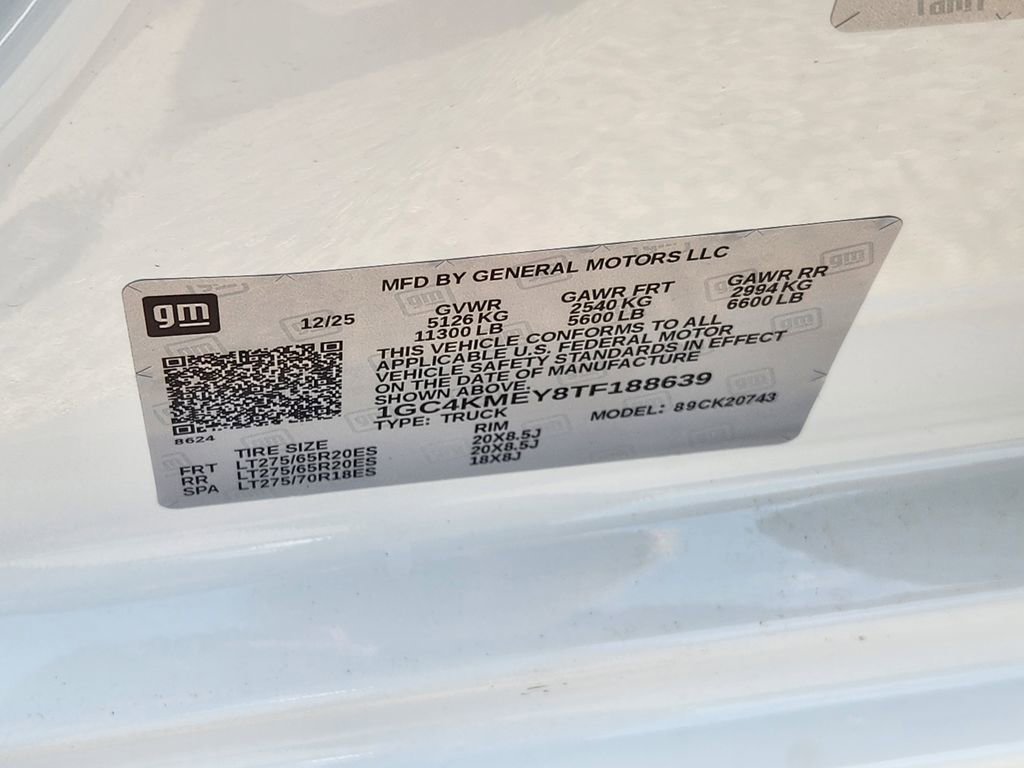 MFD BY GENERAL MOTORS LLC
gm
12/25
GVWR
5126 KG
11300 LB
GAWR FRT
2540 KG
5600 LB
GAWR RR
2994 KG
6600 LB
THIS VEHICLE CONFORMS TO ALL
APPLICABLE U.S. FEDERAL MOTOR
VEHICLE SAFETY STANDARDS IN EFFECT
ON THE DATE OF MANUFACTURE
SHOWN ABOVE.
1GC4KMEY8TF188639
TYPE: TRUCK
MODEL: 89CK20743
8624
TIRE SIZE RIM
FRT LT275/65R20ES 20X8.5J
RR LT275/65R20ES 20X8.5J
SPA LT275/70R18ES 18X8J